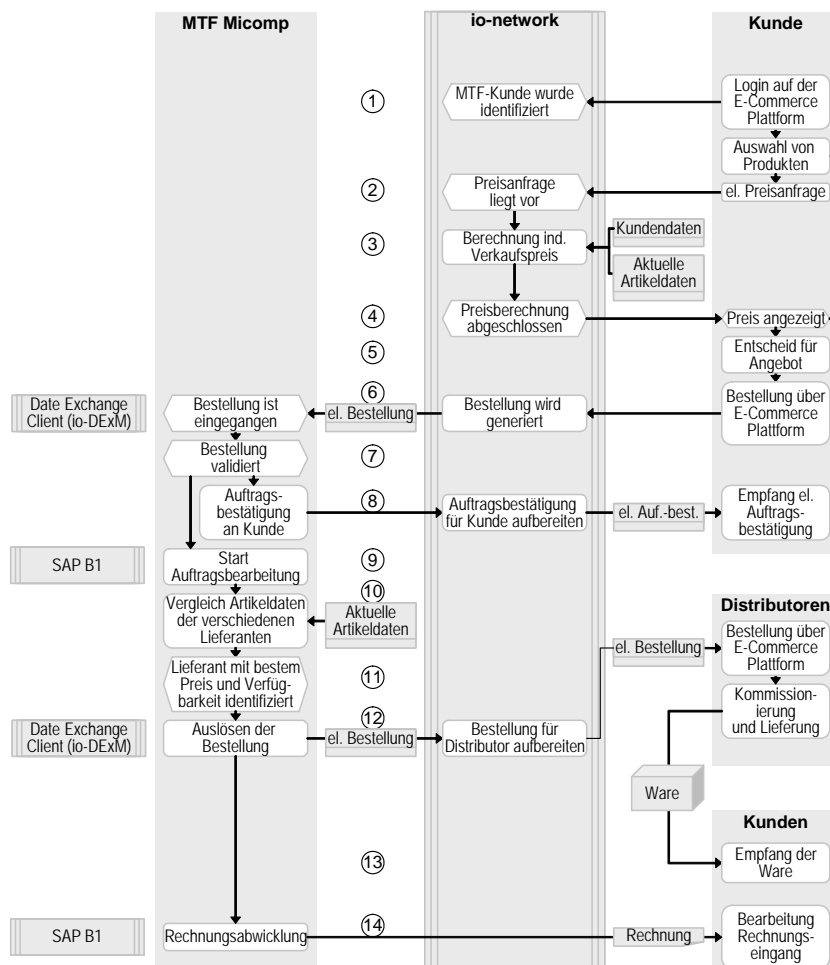 MTF Micomp
io-network
Kunde
1
MTF-Kunde wurde
identifiziert
Login auf der
E-Commerce
Plattform
Auswahl von
Produkten
2
Preisanfrage
liegt vor
el. Preisanfrage
3
Berechnung ind.
Verkaufspreis
Kundendaten
Aktuelle
Artikeldaten
4
Preisberechnung
abgeschlossen
Preis angezeigt
5
Entscheid für
Angebot
6
Date Exchange
Client (io-DExM)
Bestellung ist
eingegangen
el. Bestellung
Bestellung wird
generiert
Bestellung über
E-Commerce
Plattform
Bestellung
validiert
7
Auftrags-
bestätigung
an Kunde
8
Auftragsbestätigung
für Kunde aufbereiten
el. Auf.-best.
Empfang el.
Auftrags-
bestätigung
SAP B1
Start
Auftragsbearbeitung
9
10
Vergleich Artikeldaten
der verschiedenen
Lieferanten
Aktuelle
Artikeldaten
Distributoren
el. Bestellung
Bestellung über
E-Commerce
Plattform
Lieferant mit bestem
Preis und Verfüg-
barkeit identifiziert
11
Kommissio-
nierung
und Lieferung
12
Date Exchange
Client (io-DExM)
Auslösen der
Bestellung
el. Bestellung
Bestellung für
Distributor aufbereiten
Ware
Kunden
13
Empfang der
Ware
14
SAP B1
Rechnungsabwicklung
Rechnung
Bearbeitung
Rechnungs-
eingang